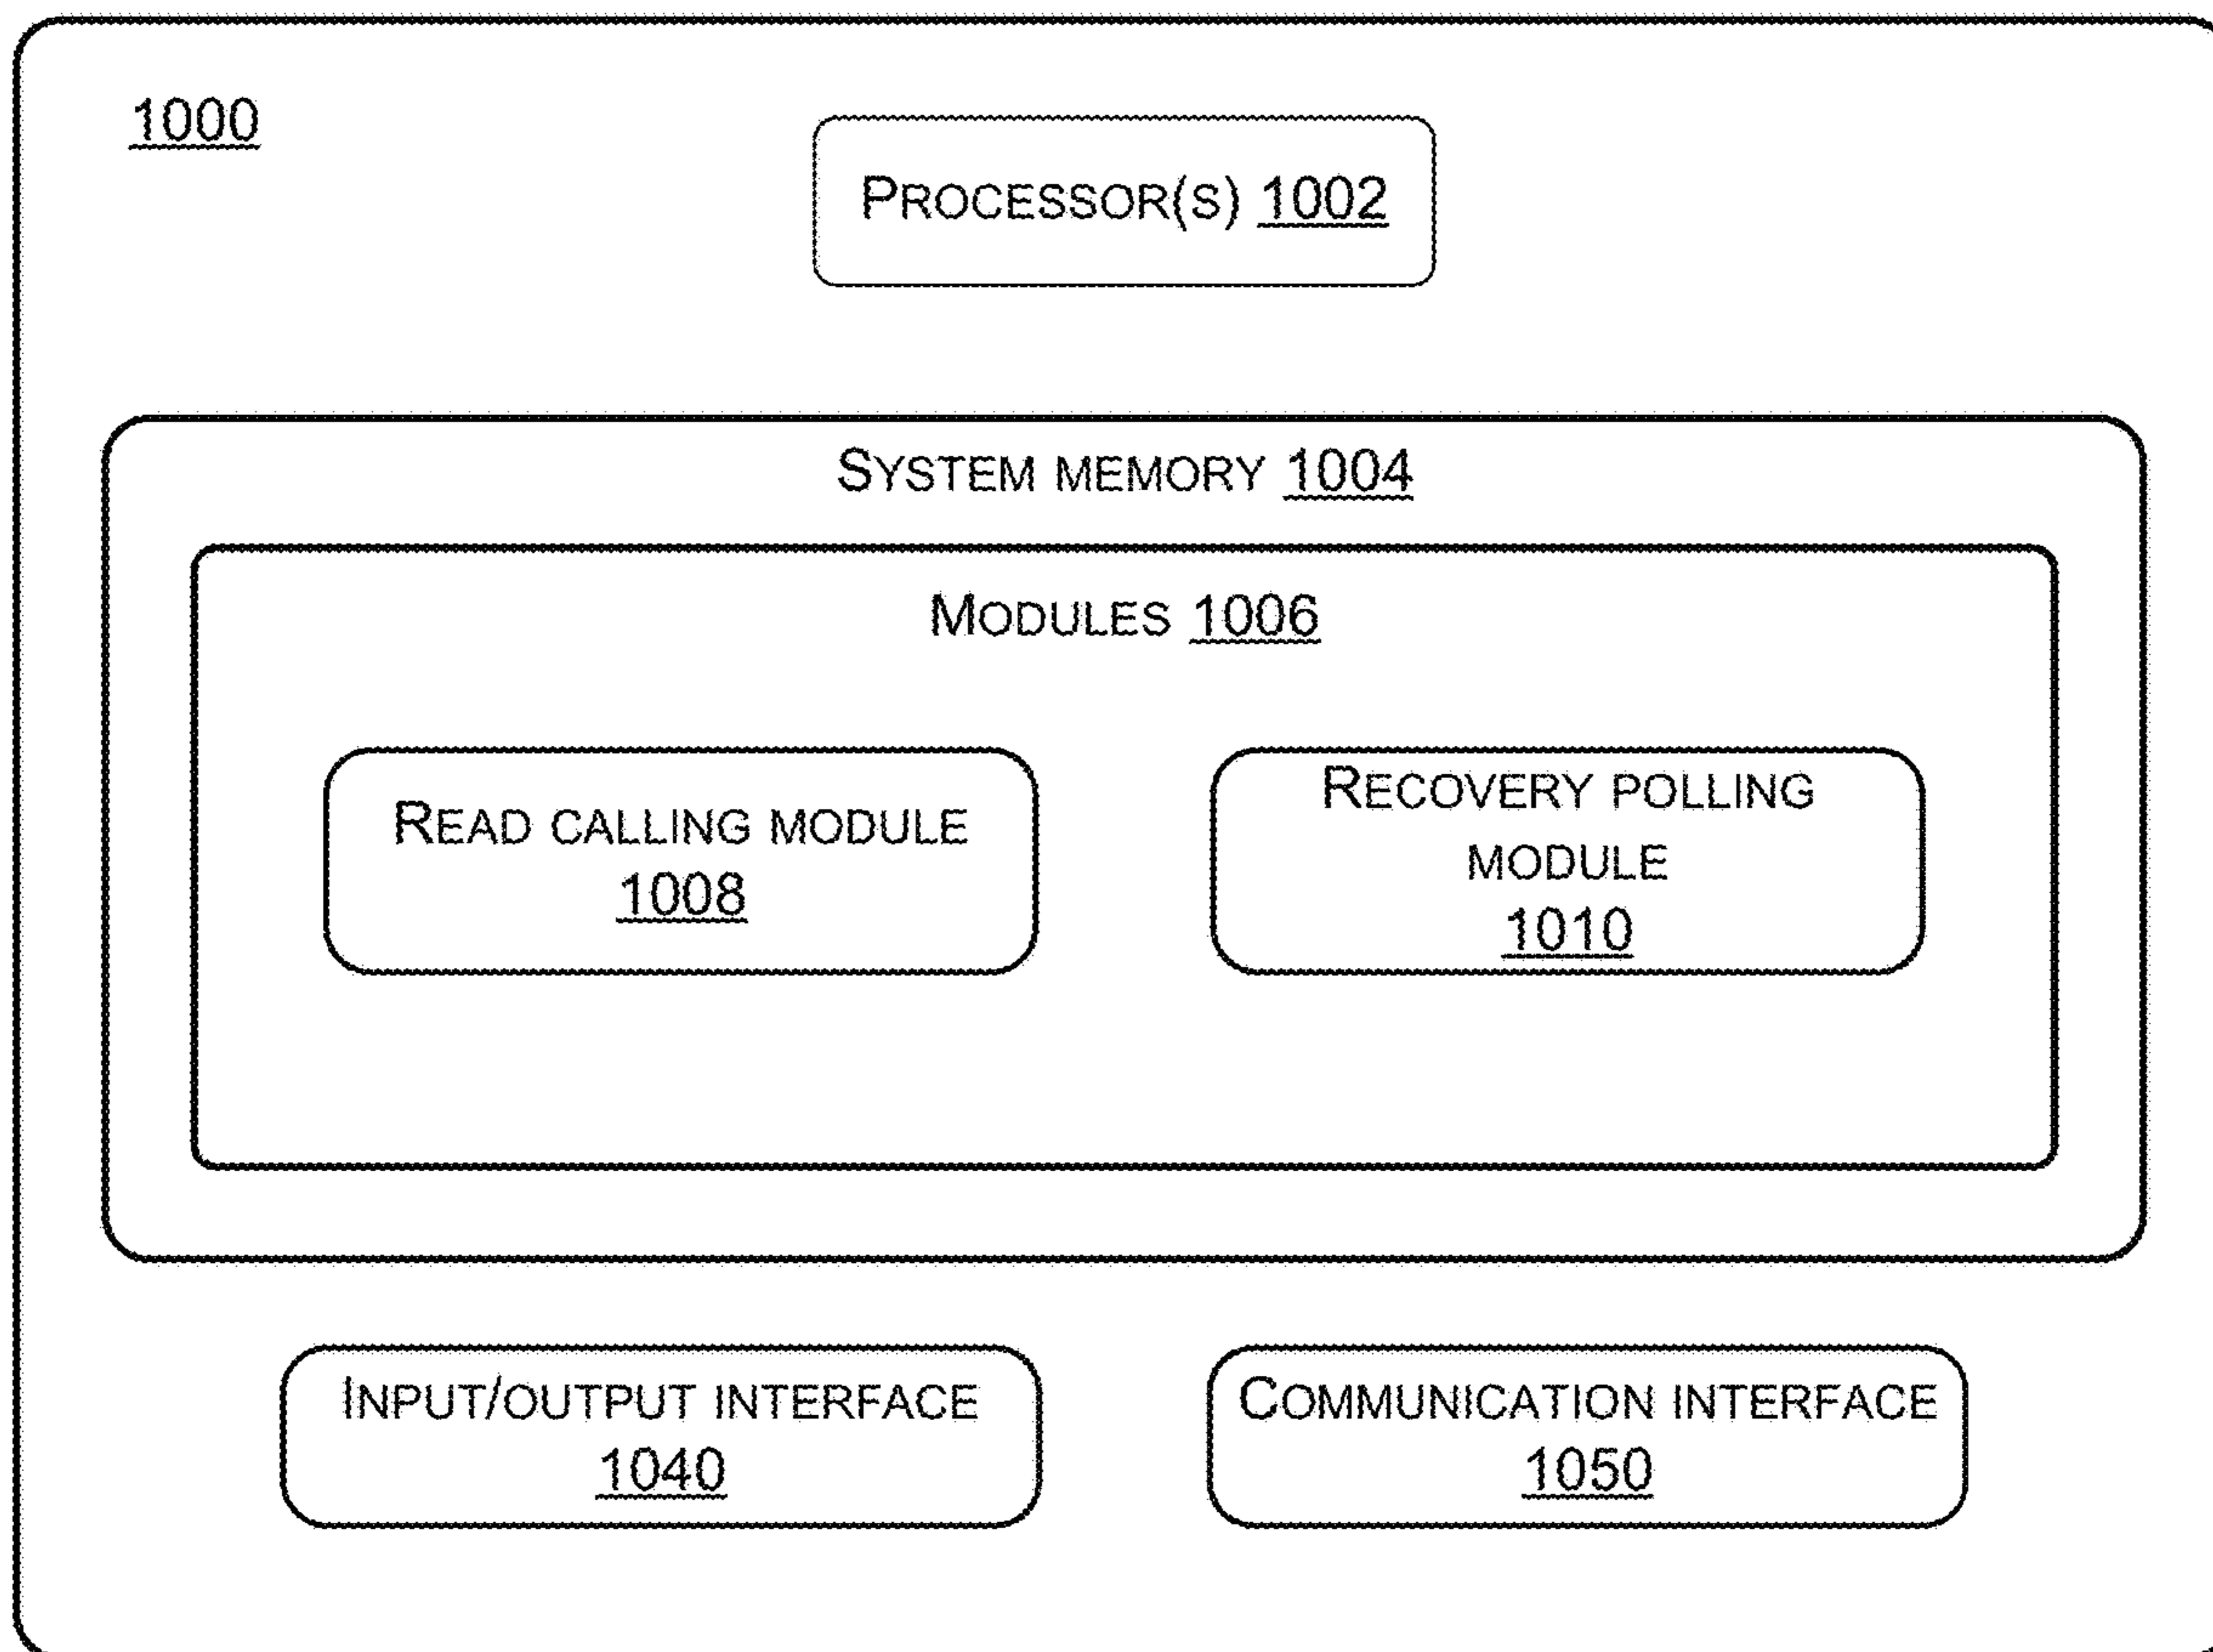 1000
PROCESSOR(S) 1002
SYSTEM MEMORY 1004
MODULES 1006
READ CALLING MODULE
1008
RECOVERY POLLING
MODULE
1010
INPUT/OUTPUT INTERFACE
1040
COMMUNICATION INTERFACE
1050